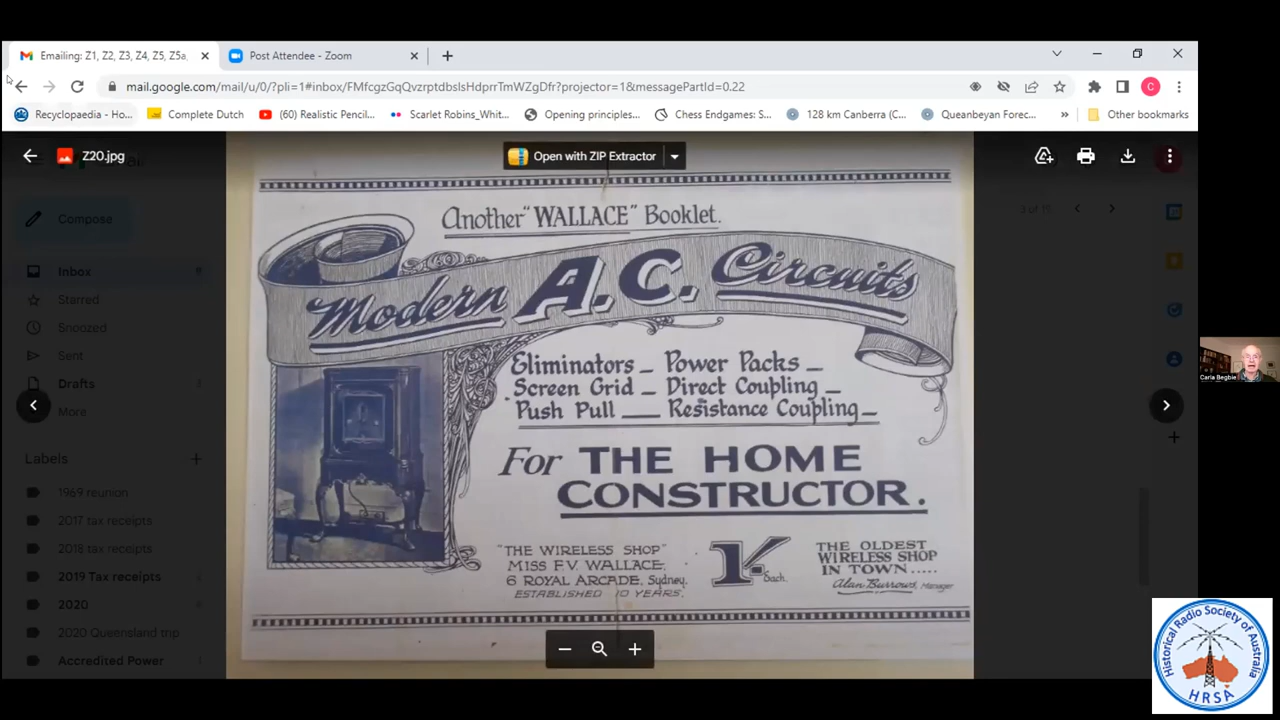 Emailing: Z1, Z2, Z3, Z4, Z5, Z5a,
Post Attendee - Zoom
mail.google.com/mail/u/0/?pli=1#inbox/
projector=1&messagePartId=0.22
Recyclopaedia - Ho...
Complete Dutch
(60) Realistic Pencil...
Scarlet Robins_Whit...
Opening principles...
Chess Endgames: S...
128 km Canberra (C...
Queanbeyan Forec...
Other bookmarks
Z20.jpg
Open with ZIP Extractor
Compose
Inbox
Starred
Snoozed
Sent
Drafts
More
Labels
1969 reunion
2017 tax receipts
2018 tax receipts
2019 Tax receipts
2020
2020 Queensland trip
Accredited Power
Another "WALLACE" Booklet.
Modern A.C. Circuits
Eliminators _ Power Packs _
Screen Grid _ Direct Coupling _
Push Pull __ Resistance Coupling _
For THE HOME
CONSTRUCTOR.
"THE WIRELESS SHOP"
MISS F.V. WALLACE,
6 ROYAL ARCADE, Sydney.
ESTABLISHED 10 YEARS.
1/- Each.
THE OLDEST
WIRELESS SHOP
IN TOWN.....
Alan Burrows, Manager
Carla Begbie
Historical Radio Society of Australia
HRSA